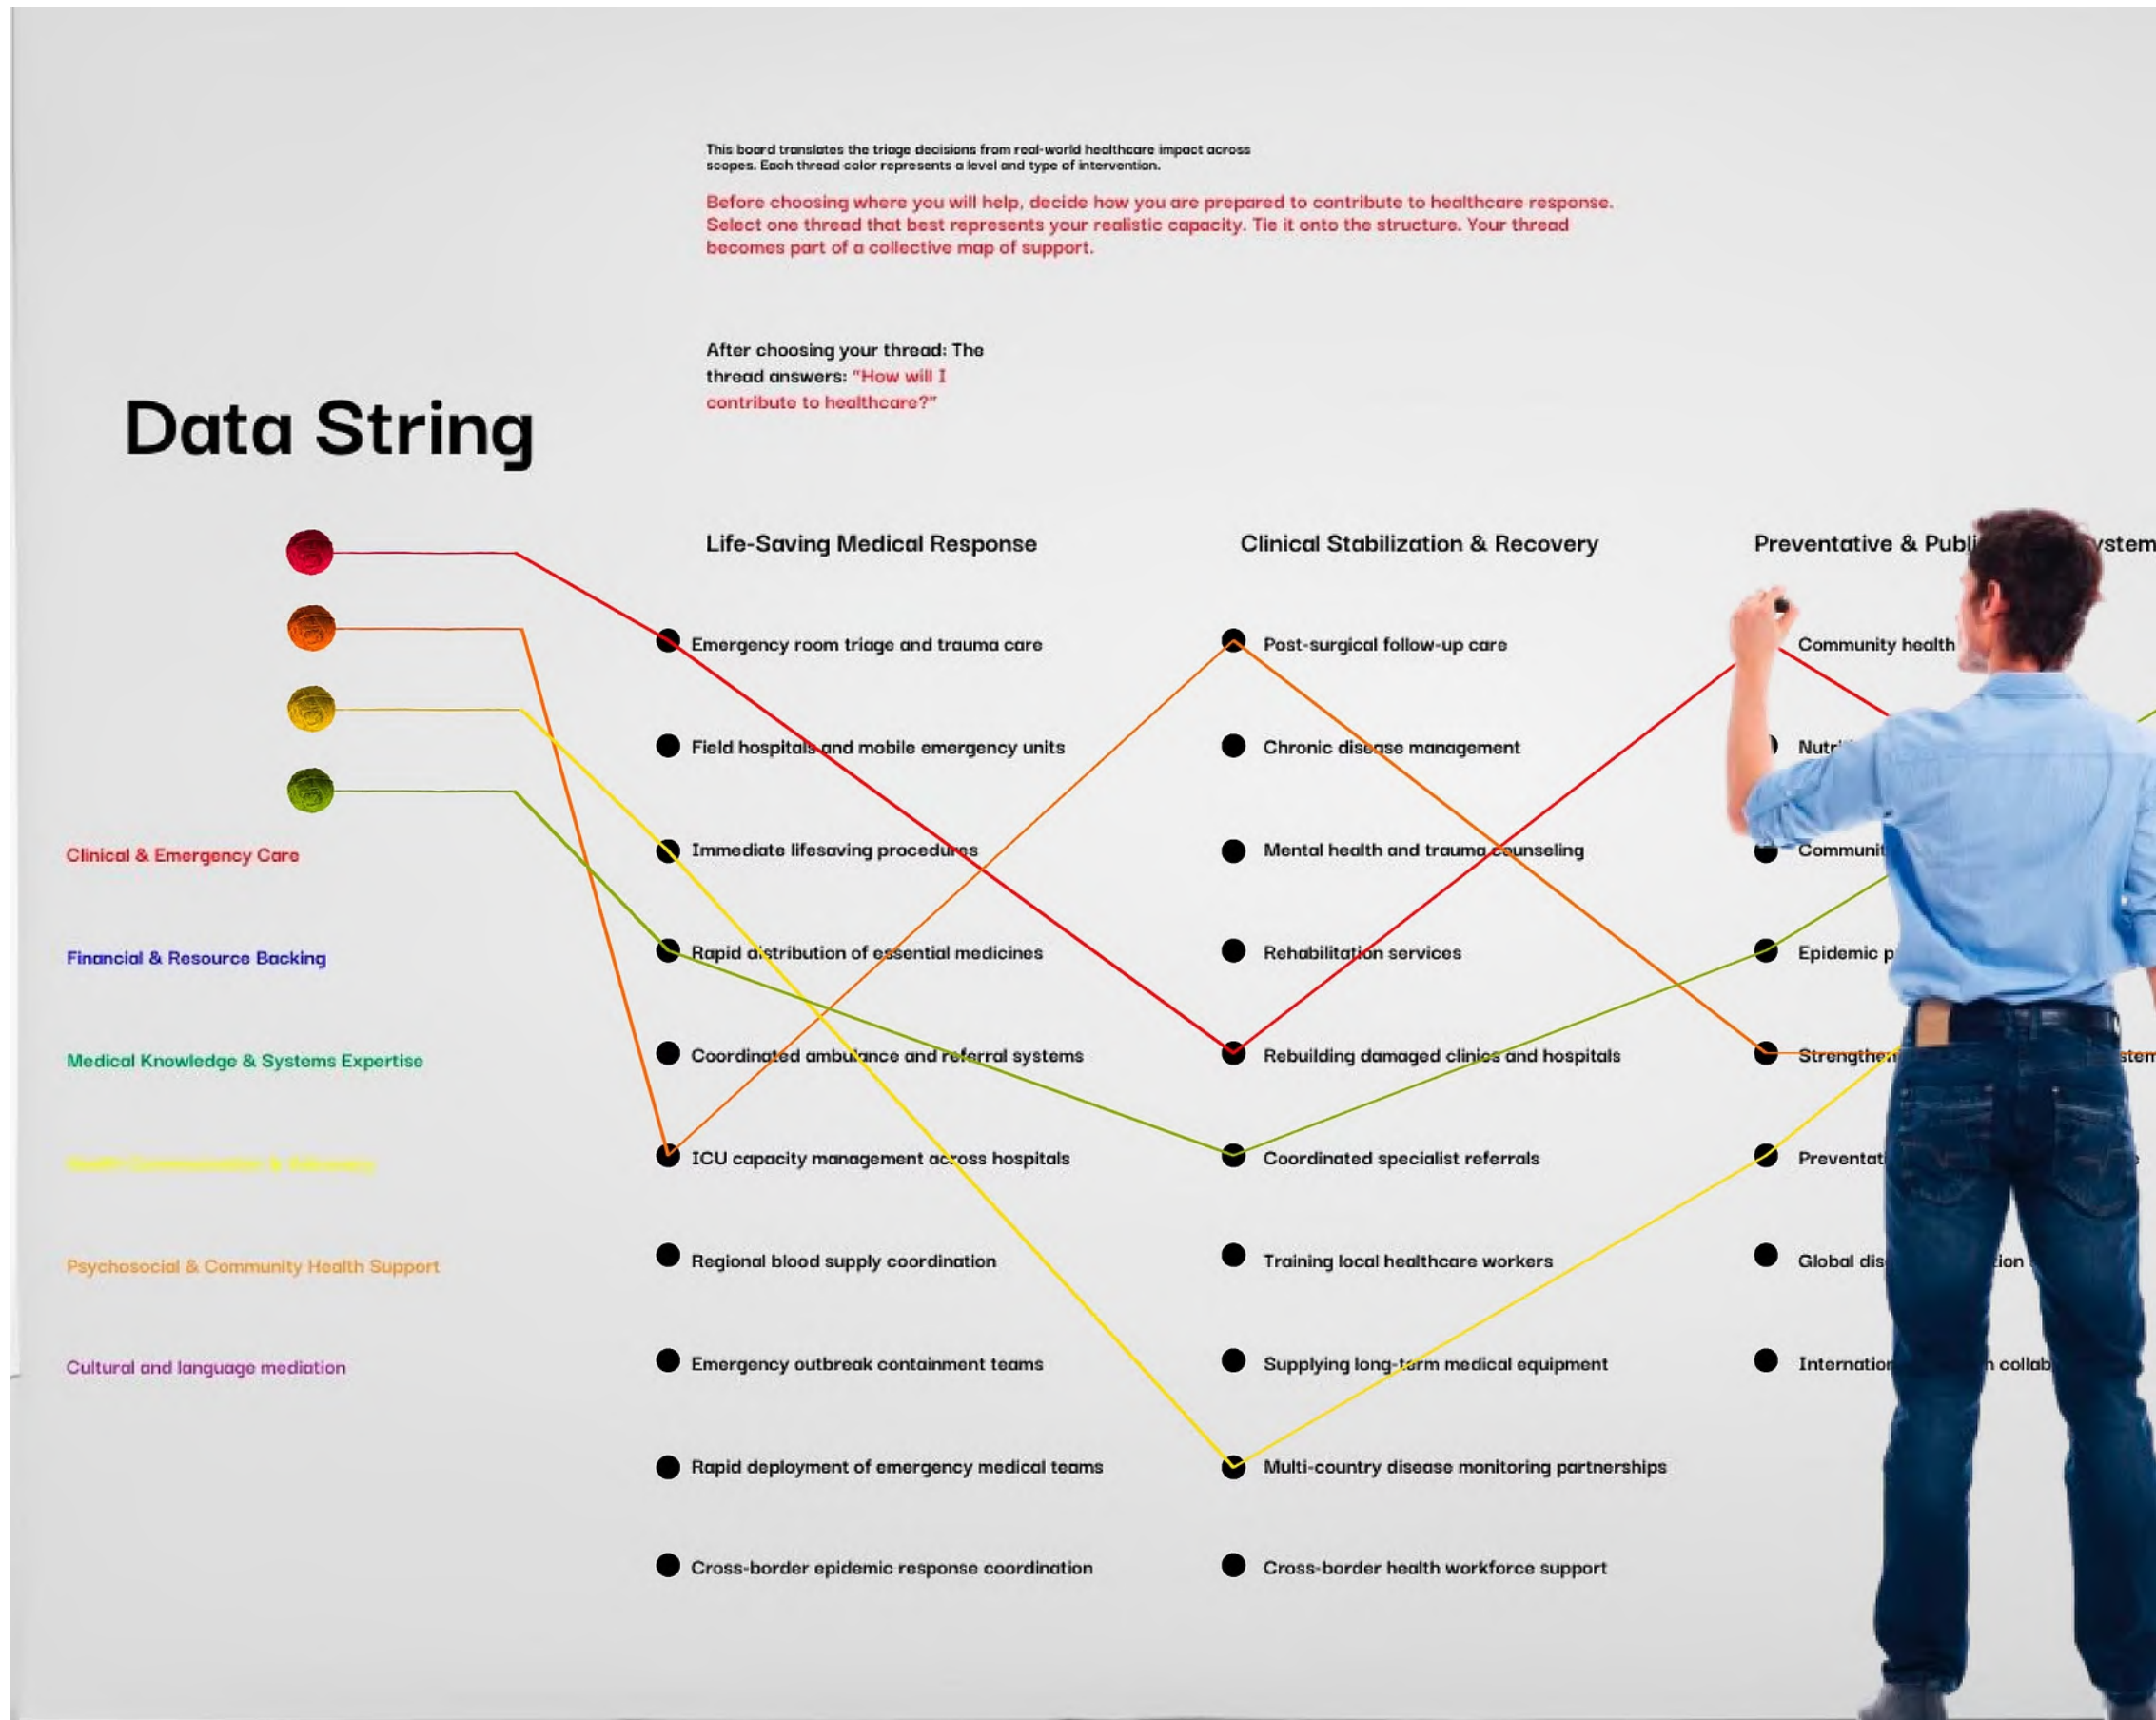 This board translates the triage decisions from real-world healthcare impact across
scopes. Each thread color represents a level and type of intervention.
Before choosing where you will help, decide how you are prepared to contribute to healthcare response.
Select one thread that best represents your realistic capacity. Tie it onto the structure. Your thread
becomes part of a collective map of support.
After choosing your thread: The
thread answers: "How will I
contribute to healthcare?"
Data String
Clinical & Emergency Care
Financial & Resource Backing
Medical Knowledge & Systems Expertise
Psychosocial & Community Health Support
Cultural and language mediation
Life-Saving Medical Response
Emergency room triage and trauma care
Field hospitals and mobile emergency units
Immediate lifesaving procedures
Rapid distribution of essential medicines
Coordinated ambulance and referral systems
ICU capacity management across hospitals
Regional blood supply coordination
Emergency outbreak containment teams
Rapid deployment of emergency medical teams
Cross-border epidemic response coordination
Clinical Stabilization & Recovery
Post-surgical follow-up care
Chronic disease management
Mental health and trauma counseling
Rehabilitation services
Rebuilding damaged clinics and hospitals
Coordinated specialist referrals
Training local healthcare workers
Supplying long-term medical equipment
Multi-country disease monitoring partnerships
Cross-border health workforce support
Preventative &
Community health
Epidemic
Global